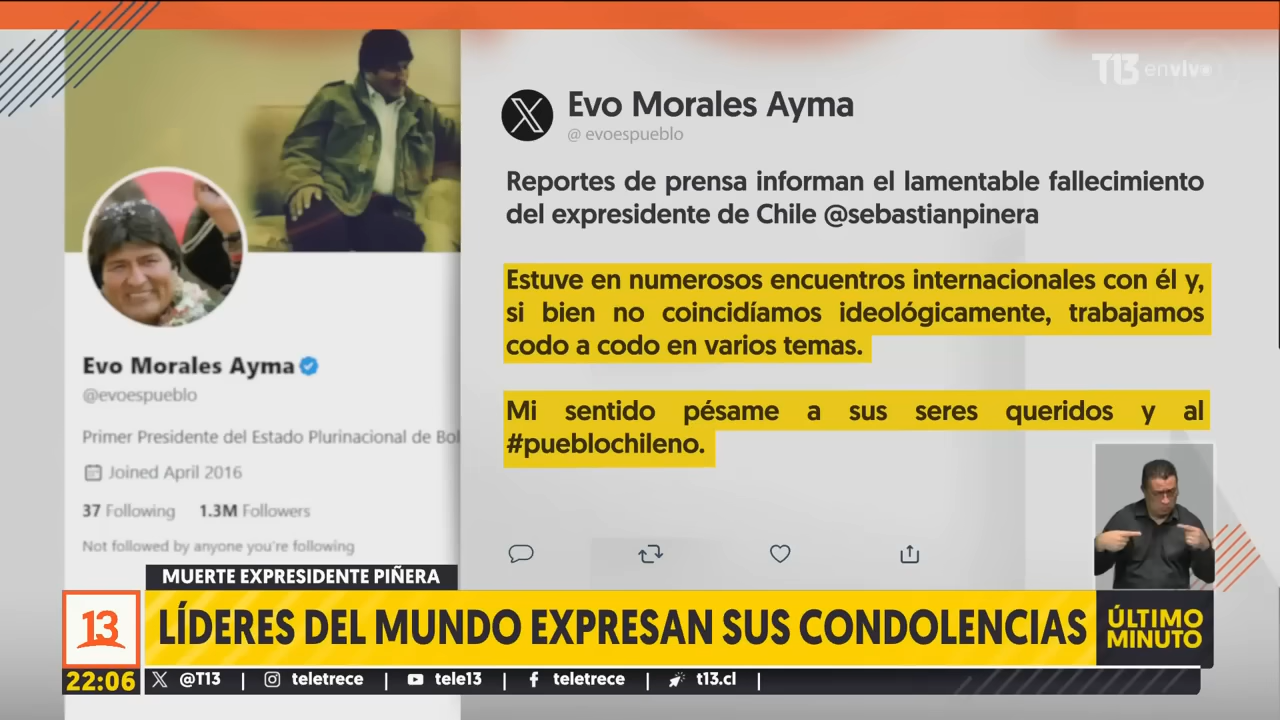 T13 en vivo
Evo Morales Ayma
@ evoespueblo
Reportes de prensa informan el lamentable fallecimiento
del expresidente de Chile @sebastianpinera
Estuve en numerosos encuentros internacionales con él y,
si bien no coincidíamos ideológicamente, trabajamos
codo a codo en varios temas.
Mi sentido pésame a sus seres queridos y al
#pueblochileno.
Evo Morales Ayma
@evoespueblo
Primer Presidente del Estado Plurinacional de Bol
Joined April 2016
37 Following 1.3M Followers
Not followed by anyone you're following
MUERTE EXPRESIDENTE PIÑERA
13
LÍDERES DEL MUNDO EXPRESAN SUS CONDOLENCIAS
ÚLTIMO
MINUTO
22:06 @T13 | teletrece | tele13 | teletrece | t13.cl |